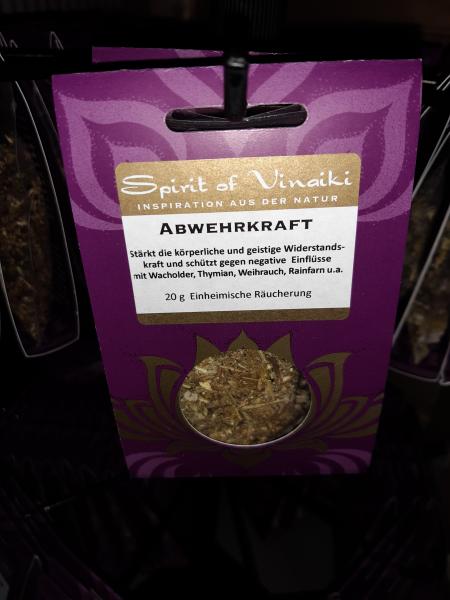 Spirit of Vinaiki
INSPIRATION AUS DER NATUR
ABWEHRKRAFT
Stärkt die körperliche und geistige Widerstands-
kraft und schützt gegen negative Einflüsse
mit Wacholder, Thymian, Weihrauch, Rainfarn u.a.
20 g Einheimische Räucherung